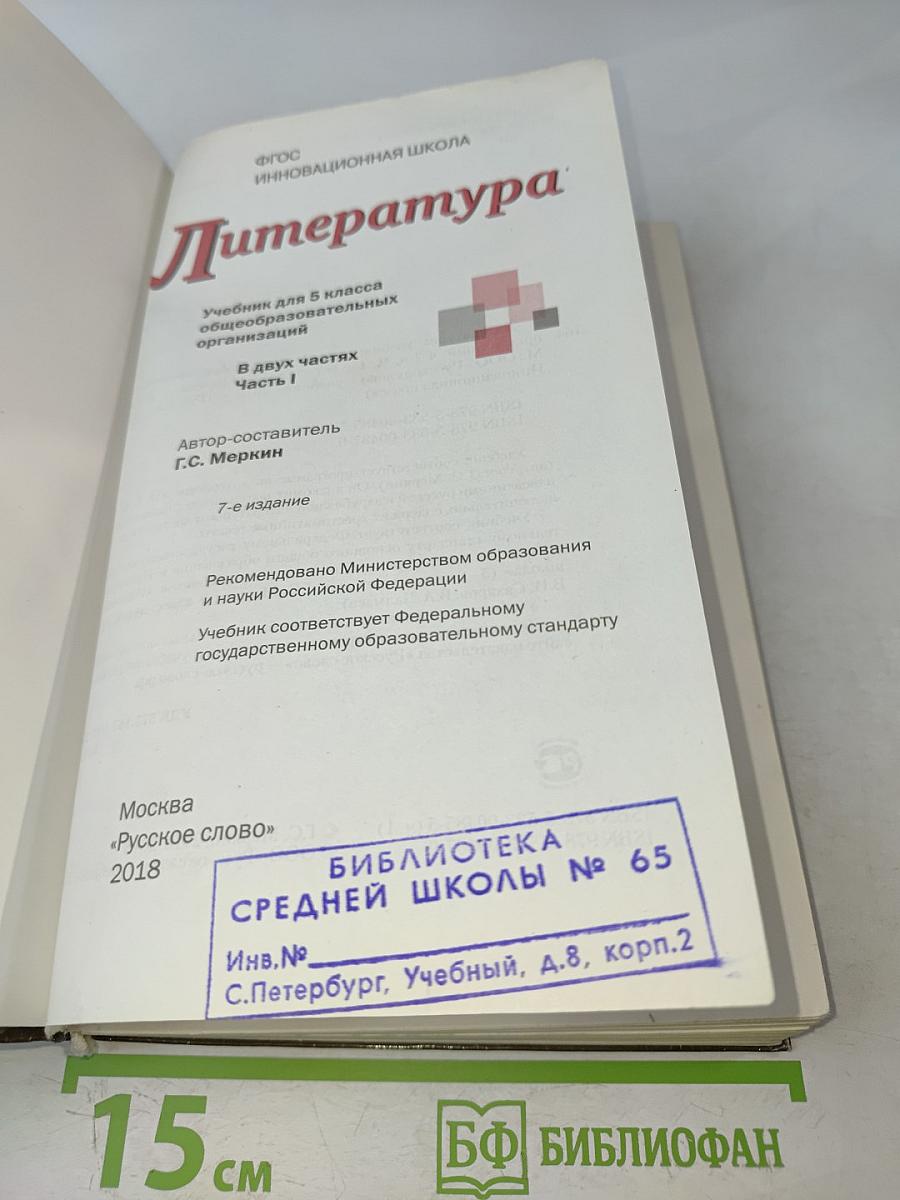 ФГОС
ИННОВАЦИОННАЯ ШКОЛА
Литература
Учебник для 5 класса
общеобразовательных
организаций
В двух частях
Часть I
Автор-составитель
Г.С. Меркин
7-е издание
Рекомендовано Министерством образования
и науки Российской Федерации
Учебник соответствует Федеральному
государственному образовательному стандарту
Москва
«Русское слово»
2018
БИБЛИОТЕКА
СРЕДНЕЙ ШКОЛЫ № 65
Инв.№
С.Петербург, Учебный, д.8, корп.2
15 см
БФ БИБЛИОФАН